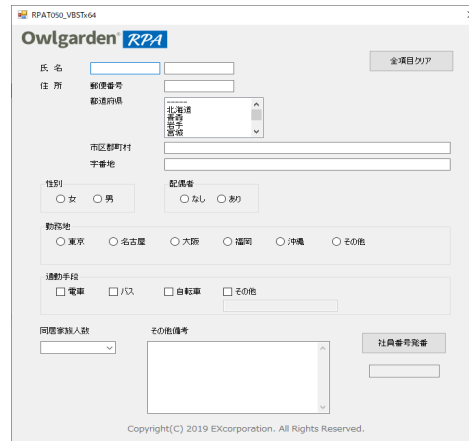 RPAT050_VBSTx64
Owlgarden RPA
全項目クリア
氏 名
住 所 郵便番号
都道府県
-----
北海道
青森
岩手
宮城
市区郡町村
字番地
性別
女 男
配偶者
なし あり
勤務地
東京 名古屋 大阪 福岡 沖縄 その他
通勤手段
電車 バス 自転車 その他
同居家族人数
その他備考
社員番号発番
Copyright(C) 2019 EXcorporation. All Rights Reserved.